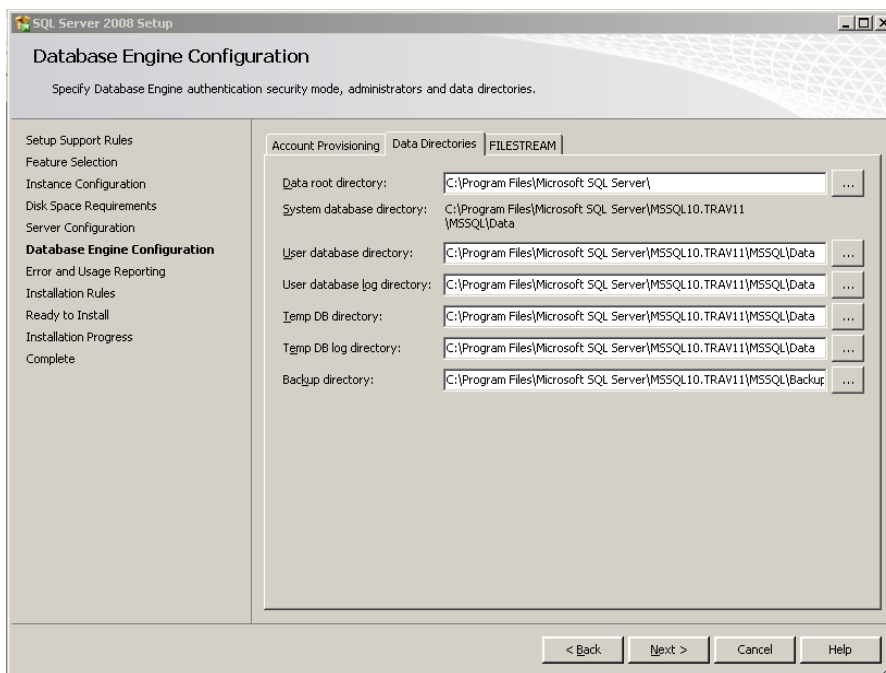 SQL Server 2008 Setup
Database Engine Configuration
Specify Database Engine authentication security mode, administrators and data directories.
Setup Support Rules
Feature Selection
Instance Configuration
Disk Space Requirements
Server Configuration
Database Engine Configuration
Error and Usage Reporting
Installation Rules
Ready to Install
Installation Progress
Complete
Account Provisioning Data Directories FILESTREAM
Data root directory: C:\Program Files\Microsoft SQL Server\ ...
System database directory: C:\Program Files\Microsoft SQL Server\MSSQL10.TRAV11
\MSSQL\Data
User database directory: C:\Program Files\Microsoft SQL Server\MSSQL10.TRAV11\MSSQL\Data ...
User database log directory: C:\Program Files\Microsoft SQL Server\MSSQL10.TRAV11\MSSQL\Data ...
Temp DB directory: C:\Program Files\Microsoft SQL Server\MSSQL10.TRAV11\MSSQL\Data ...
Temp DB log directory: C:\Program Files\Microsoft SQL Server\MSSQL10.TRAV11\MSSQL\Data ...
Backup directory: C:\Program Files\Microsoft SQL Server\MSSQL10.TRAV11\MSSQL\Backup ...
< Back Next > Cancel Help